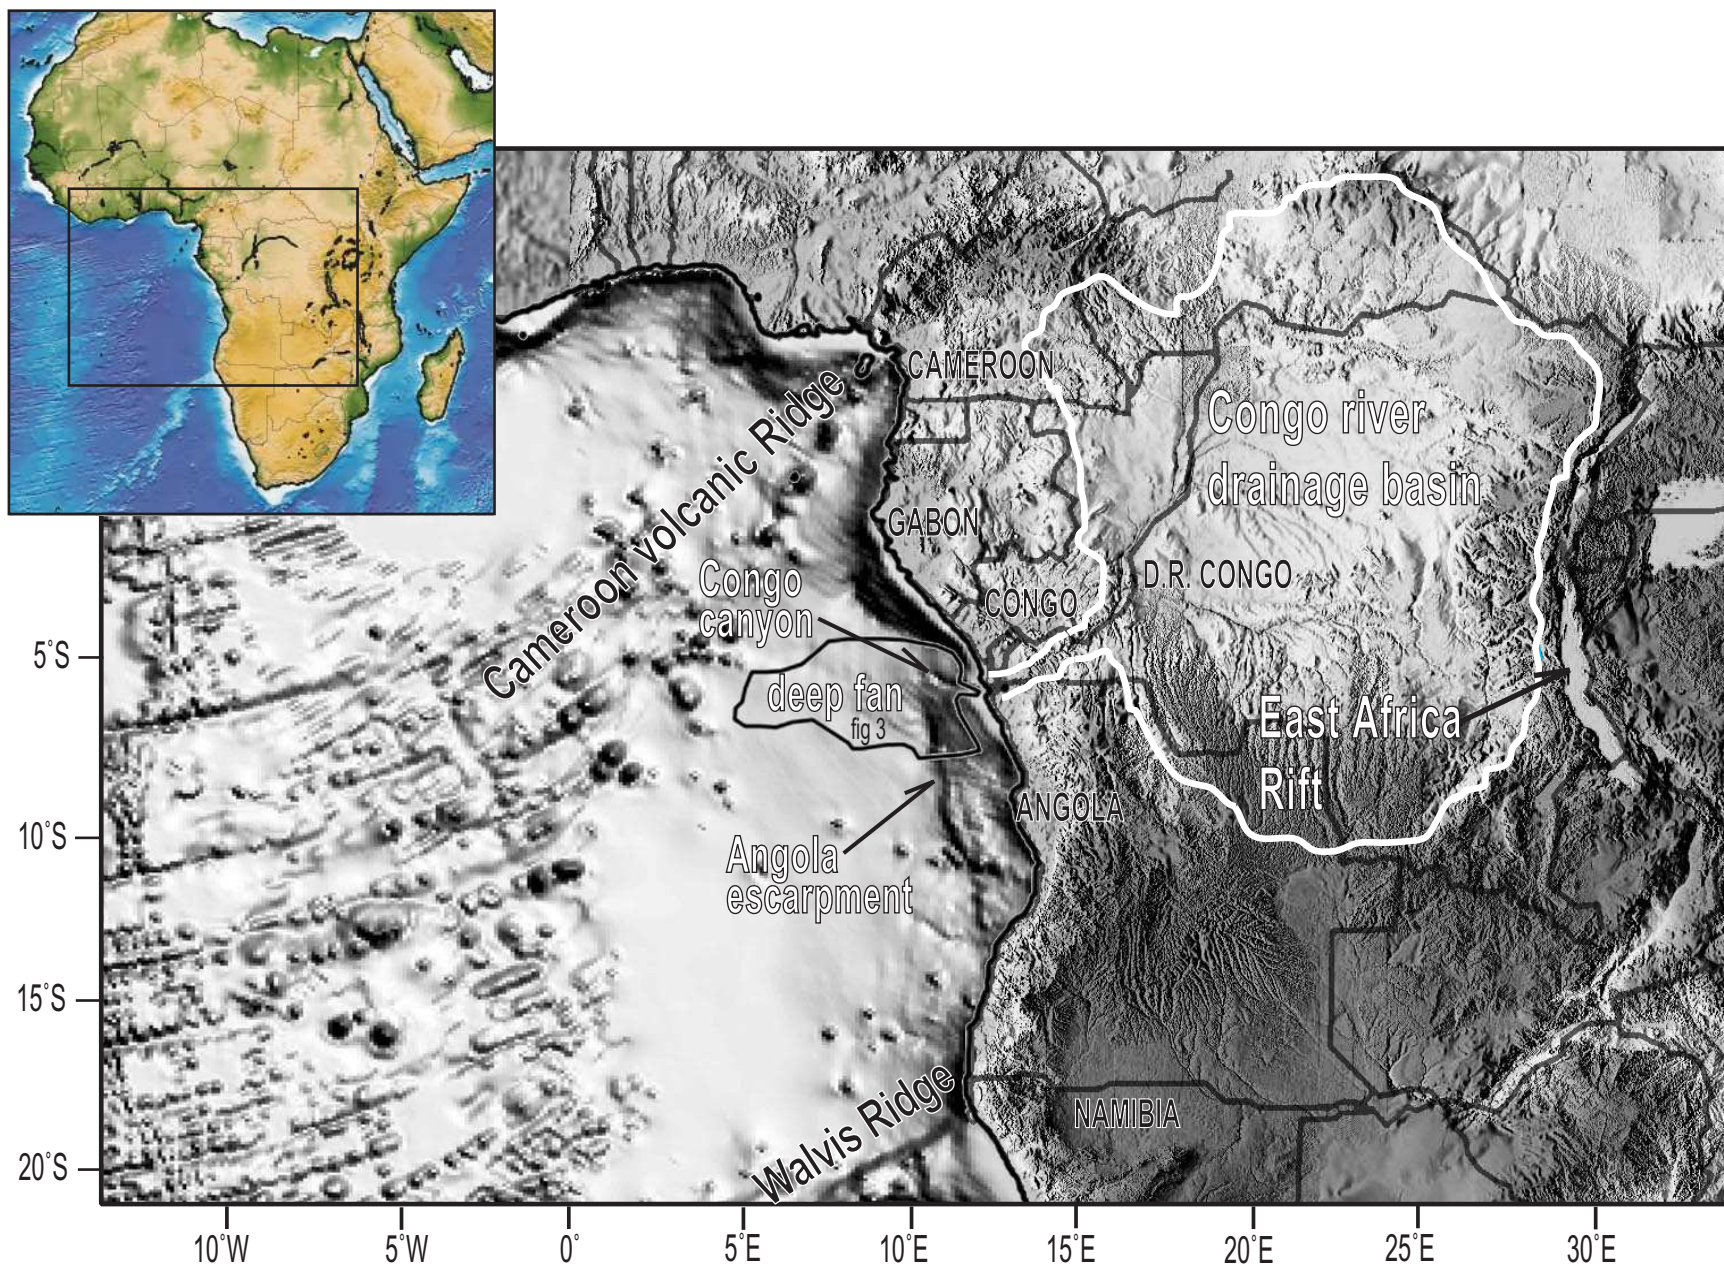 CAMEROON
Cameroon volcanic Ridge
Congo river
drainage basin
GABON
Congo
canyon
CONGO
D.R. CONGO
5°S
deep fan
fig 3
East Africa
Rift
ANGOLA
10°S
Angola
escarpment
15°S
Walvis Ridge
NAMIBIA
20°S
10°W
5°W
0°
5°E
10°E
15°E
20°E
25°E
30°E